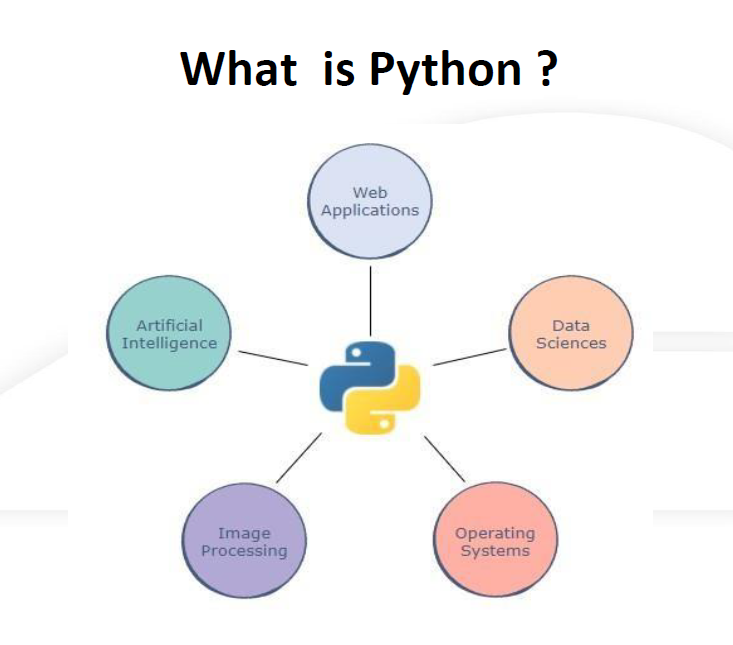 What is Python ?
Web
Applications
Artificial
Intelligence
Data
Sciences
Image
Processing
Operating
Systems